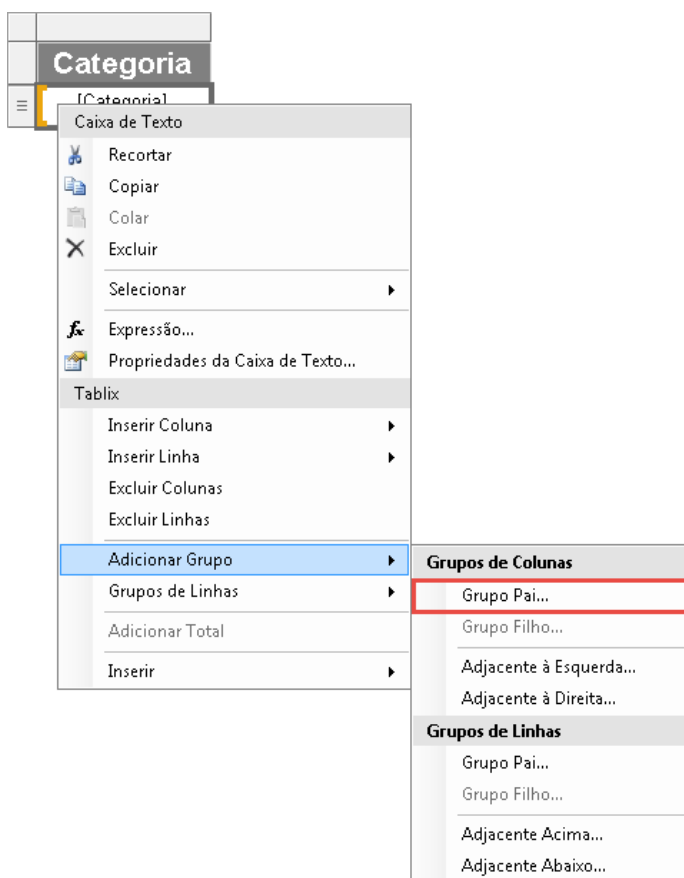 Categoria
[Categoria]
Caixa de Texto
Recortar
Copiar
Colar
Excluir
Selecionar
fx Expressão...
Propriedades da Caixa de Texto...
Tablix
Inserir Coluna
Inserir Linha
Excluir Colunas
Excluir Linhas
Adicionar Grupo
Grupos de Linhas
Adicionar Total
Inserir
Grupos de Colunas
Grupo Pai...
Grupo Filho...
Adjacente à Esquerda...
Adjacente à Direita...
Grupos de Linhas
Grupo Pai...
Grupo Filho...
Adjacente Acima...
Adjacente Abaixo...